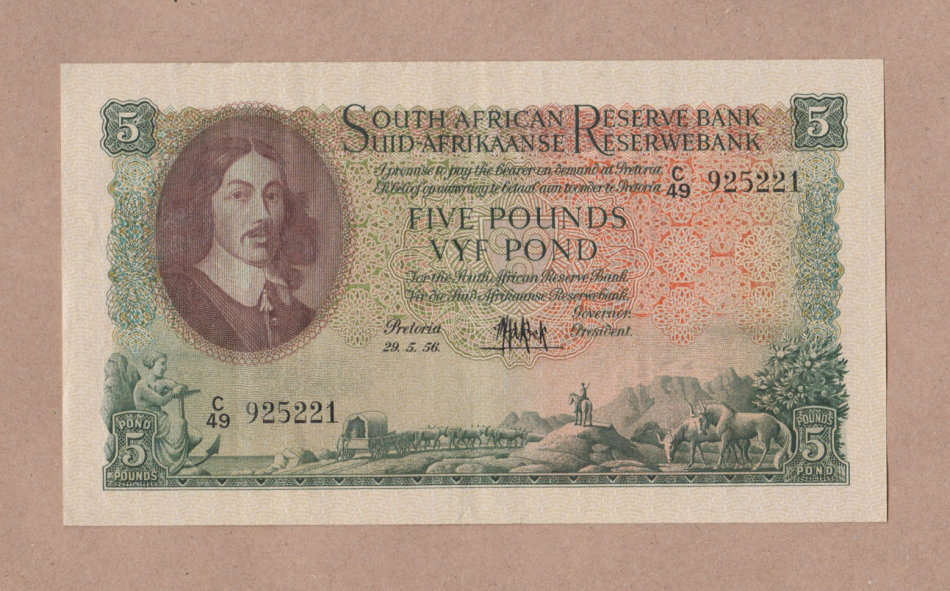 5
5
SOUTH AFRICAN RESERVE BANK
SUID-AFRIKAANSE RESERWEBANK
I promise to pay the bearer on demand at Pretoria
Ek beloof op aanvrag te betaal aan toonder te Pretoria
C/49 925221
FIVE POUNDS
VYF POND
For the South African Reserve Bank
Vir die Suid-Afrikaanse Reserwebank
Governor.
President.
Pretoria
29. 5. 56.
C/49 925221
POND
5
POUNDS
POUNDS
5
POND